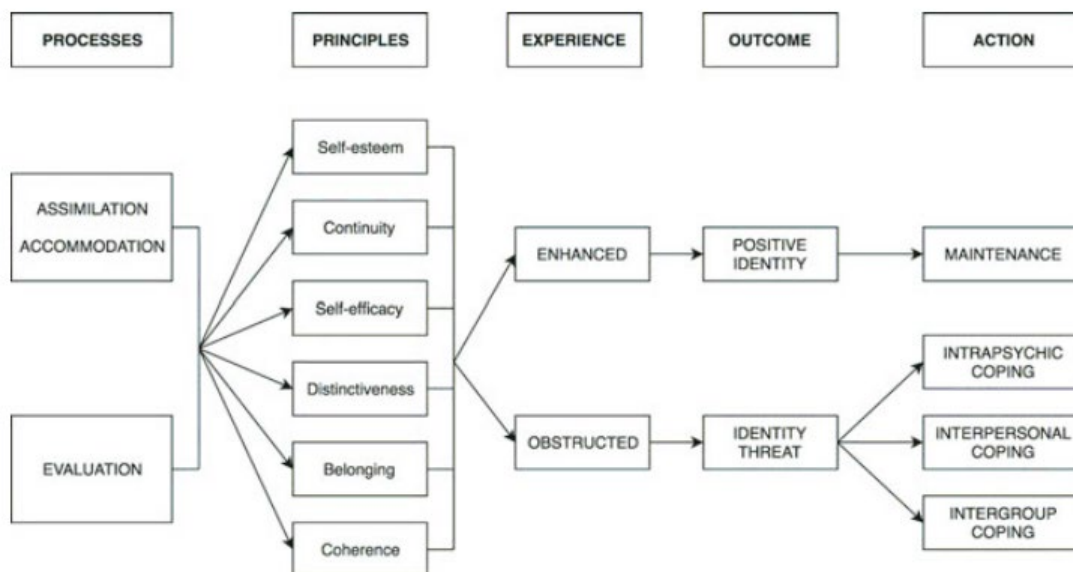 PROCESSES
PRINCIPLES
EXPERIENCE
OUTCOME
ACTION
ASSIMILATION
ACCOMMODATION
EVALUATION
Self-esteem
Continuity
Self-efficacy
Distinctiveness
Belonging
Coherence
ENHANCED
OBSTRUCTED
POSITIVE
IDENTITY
IDENTITY
THREAT
MAINTENANCE
INTRAPSYCHIC
COPING
INTERPERSONAL
COPING
INTERGROUP
COPING